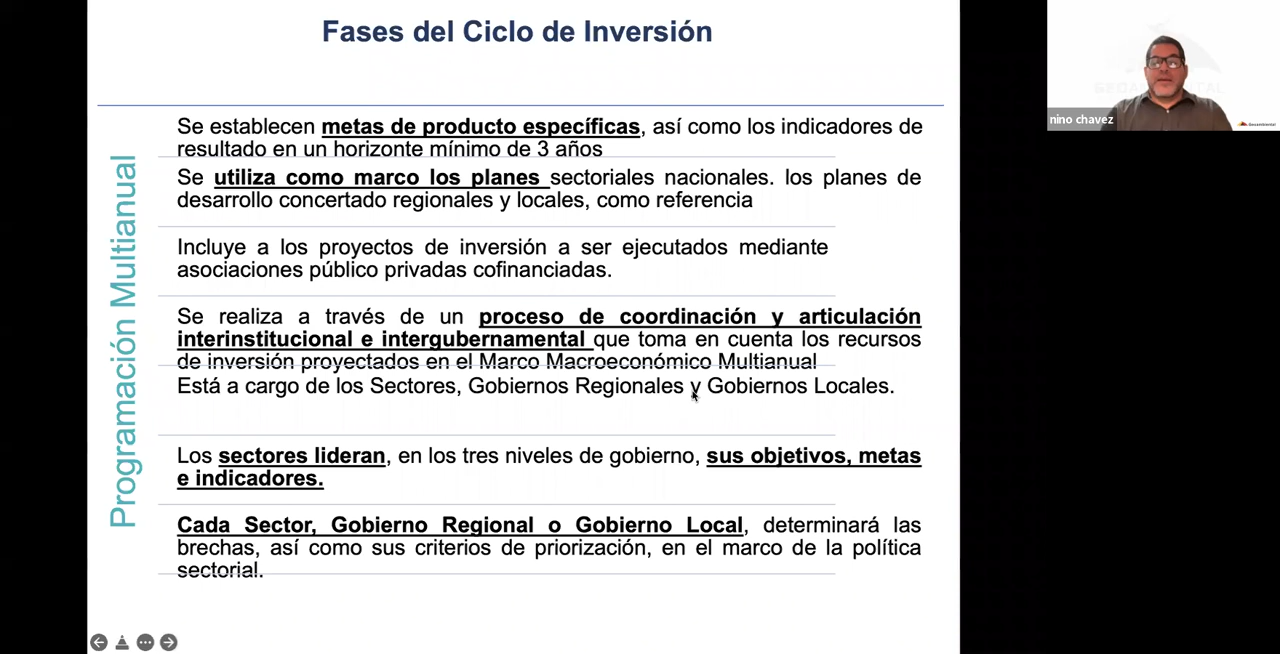 Fases del Ciclo de Inversión
Programación Multianual
Se establecen metas de producto específicas, así como los indicadores de
resultado en un horizonte mínimo de 3 años
Se utiliza como marco los planes sectoriales nacionales. los planes de
desarrollo concertado regionales y locales, como referencia
Incluye a los proyectos de inversión a ser ejecutados mediante
asociaciones público privadas cofinanciadas.
Se realiza a través de un proceso de coordinación y articulación
interinstitucional e intergubernamental que toma en cuenta los recursos
de inversión proyectados en el Marco Macroeconómico Multianual
Está a cargo de los Sectores, Gobiernos Regionales y Gobiernos Locales.
Los sectores lideran, en los tres niveles de gobierno, sus objetivos, metas
e indicadores.
Cada Sector, Gobierno Regional o Gobierno Local, determinará las
brechas, así como sus criterios de priorización, en el marco de la política
sectorial.
nino chavez